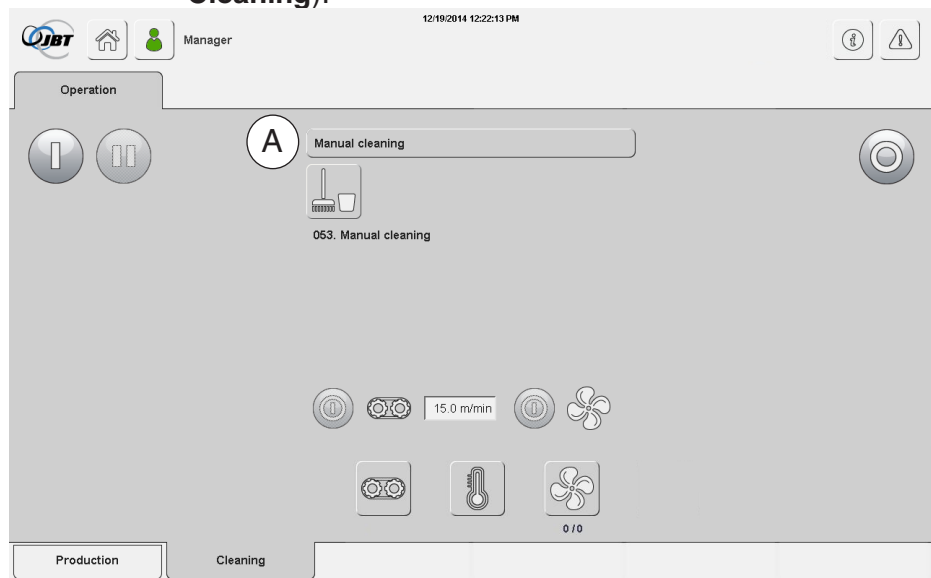 Cleaning).
12/19/2014 12:22:13 PM
JBT
Manager
Operation
A
Manual cleaning
053. Manual cleaning
15.0 m/min
0 / 0
Production
Cleaning